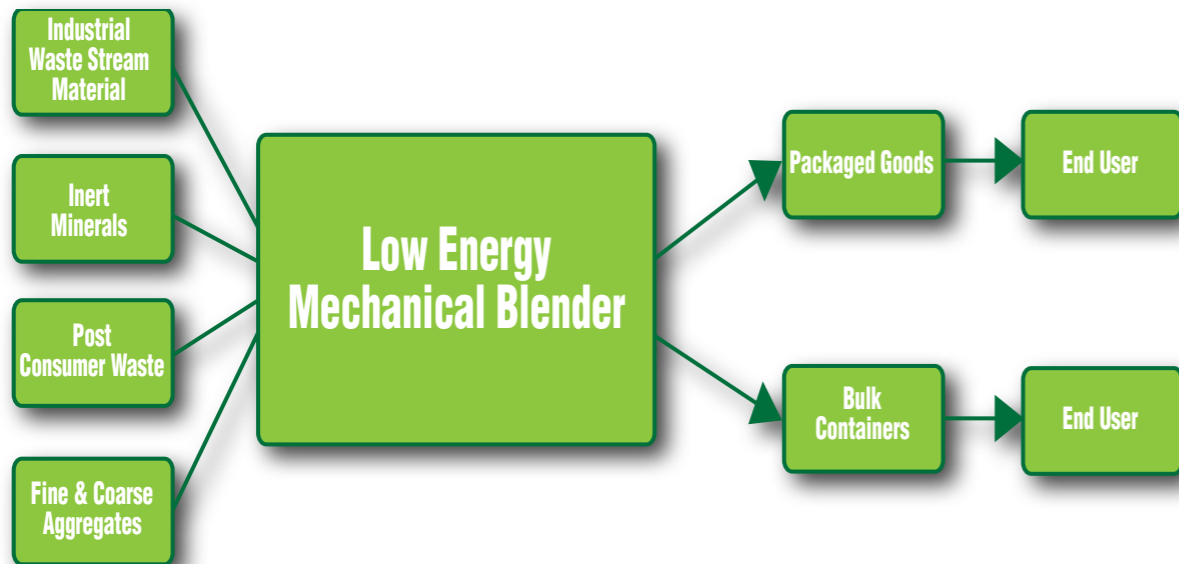 Industrial
Waste Stream
Material
Inert
Minerals
Post
Consumer Waste
Fine & Coarse
Aggregates
Low Energy
Mechanical Blender
Packaged Goods
End User
Bulk
Containers
End User